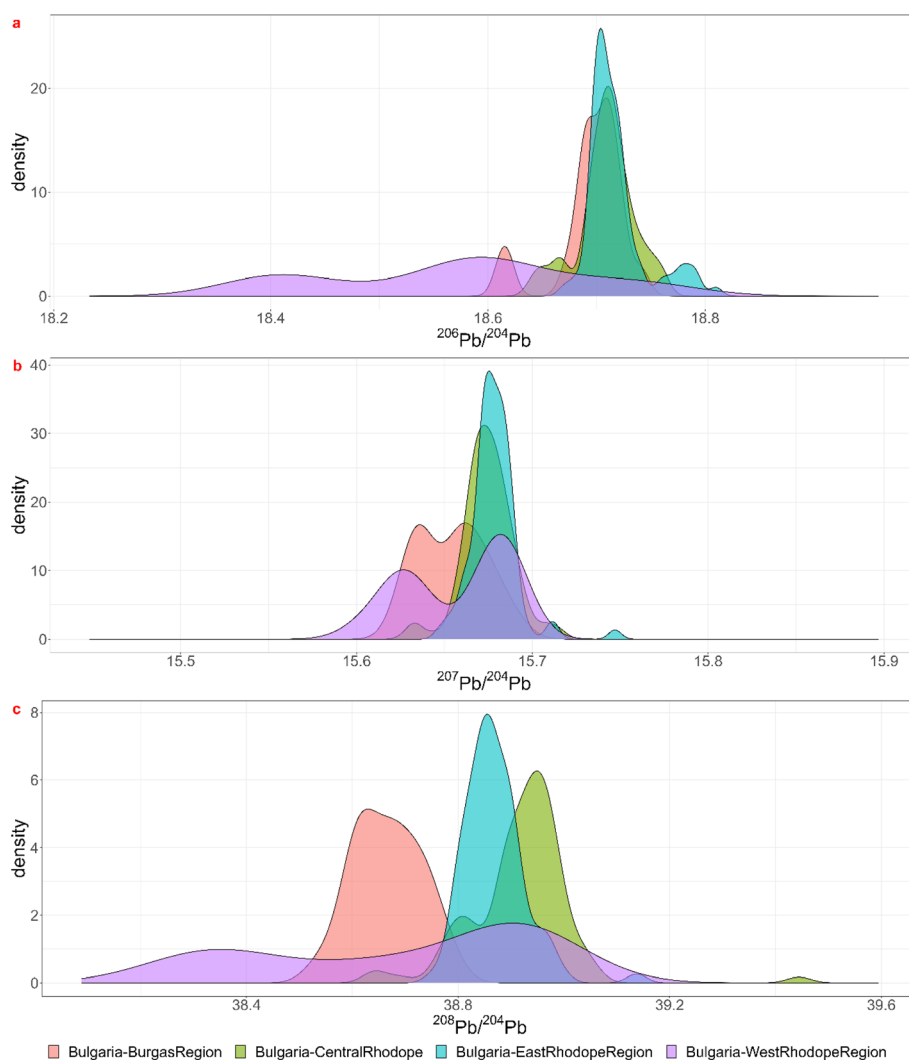 a
density
20
10
0
18.2
18.4
18.6
18.8
²⁰⁶Pb/²⁰⁴Pb
b
density
40
30
20
10
0
15.5
15.6
15.7
15.8
15.9
²⁰⁷Pb/²⁰⁴Pb
c
density
8
6
4
2
0
38.4
38.8
39.2
39.6
²⁰⁸Pb/²⁰⁴Pb
Bulgaria-BurgasRegion Bulgaria-CentralRhodope Bulgaria-EastRhodopeRegion Bulgaria-WestRhodopeRegion